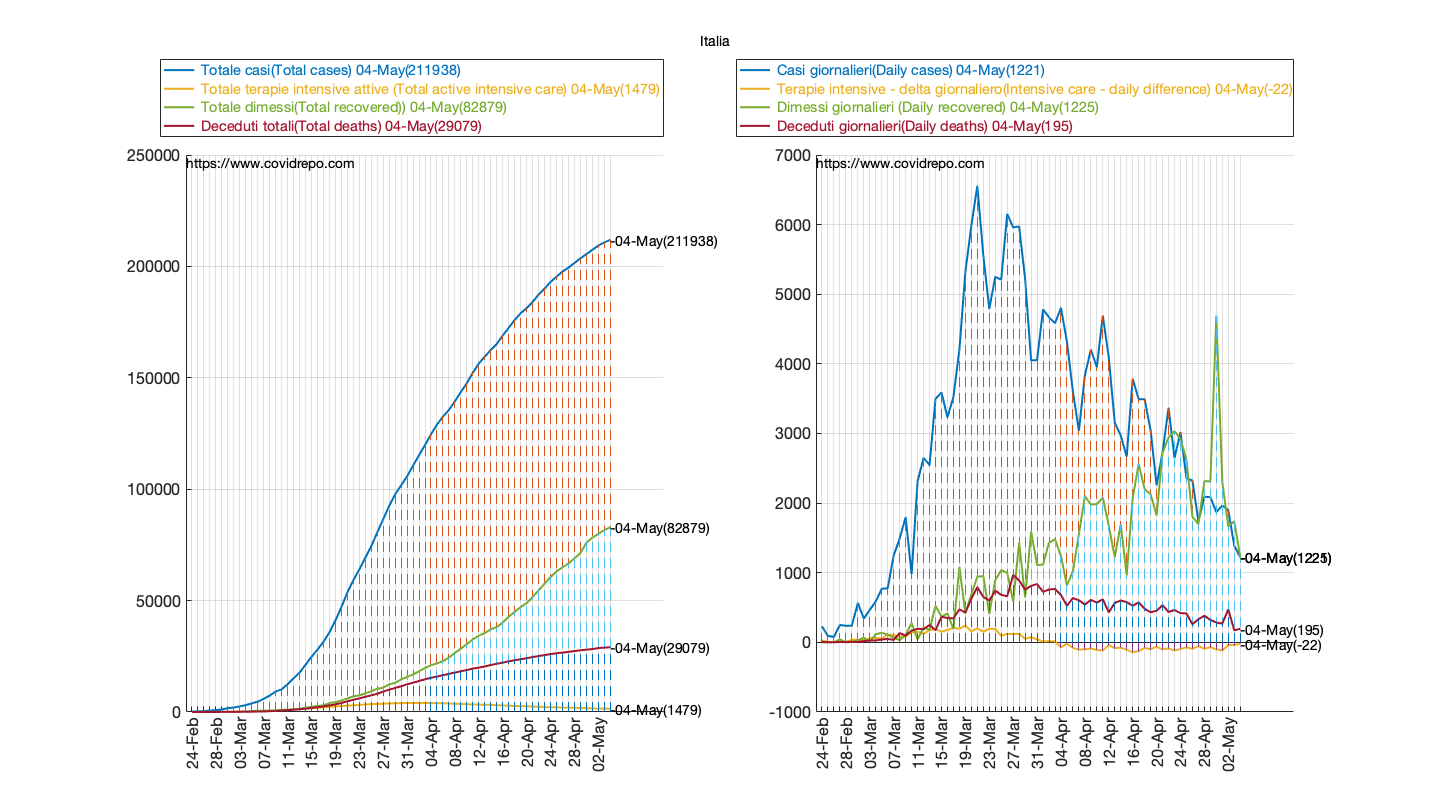 Italia
Totale casi(Total cases) 04-May(211938)
Totale terapie intensive attive (Total active intensive care) 04-May(1479)
Totale dimessi(Total recovered)) 04-May(82879)
Deceduti totali(Total deaths) 04-May(29079)
250000
https://www.covidrepo.com
04-May(211938)
200000
150000
100000
04-May(82879)
50000
04-May(29079)
0
04-May(1479)
24-Feb
28-Feb
03-Mar
07-Mar
11-Mar
15-Mar
19-Mar
23-Mar
27-Mar
31-Mar
04-Apr
08-Apr
12-Apr
16-Apr
20-Apr
24-Apr
28-Apr
02-May
Casi giornalieri(Daily cases) 04-May(1221)
Terapie intensive - delta giornaliero(Intensive care - daily difference) 04-May(-22)
Dimessi giornalieri (Daily recovered) 04-May(1225)
Deceduti giornalieri(Daily deaths) 04-May(195)
7000
https://www.covidrepo.com
6000
5000
4000
3000
2000
1000
04-May(195)
0
04-May(-22)
-1000
24-Feb
28-Feb
03-Mar
07-Mar
11-Mar
15-Mar
19-Mar
23-Mar
27-Mar
31-Mar
04-Apr
08-Apr
12-Apr
16-Apr
20-Apr
24-Apr
28-Apr
02-May